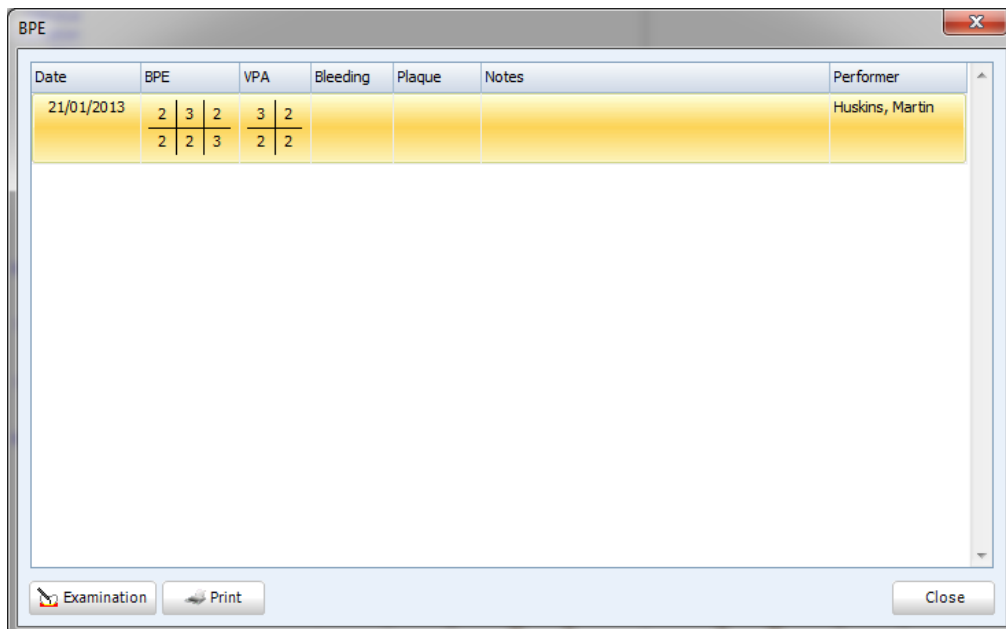 BPE
Date BPE VPA Bleeding Plaque Notes Performer
21/01/2013 2 3 2 3 2 Huskins, Martin
2 2 3 2 2
Examination Print Close